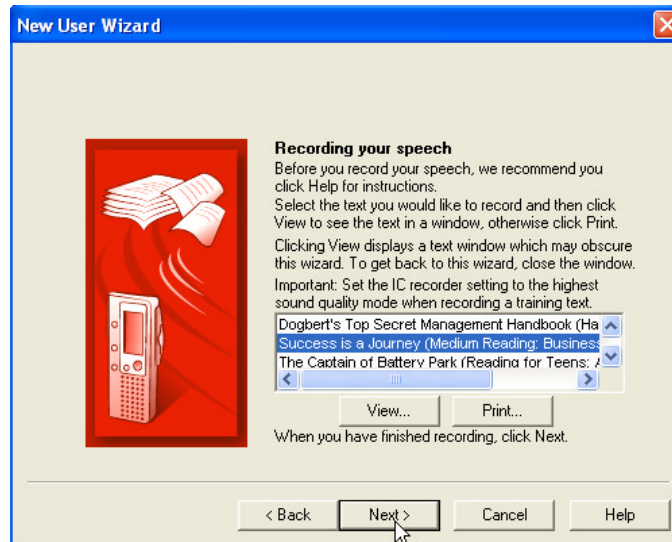 New User Wizard
Recording your speech
Before you record your speech, we recommend you
click Help for instructions.
Select the text you would like to record and then click
View to see the text in a window, otherwise click Print.
Clicking View displays a text window which may obscure
this wizard. To get back to this wizard, close the window.
Important: Set the IC recorder setting to the highest
sound quality mode when recording a training text.
Dogbert's Top Secret Management Handbook (Ha
Success is a Journey (Medium Reading: Business
The Captain of Battery Park (Reading for Teens: A
View... Print...
When you have finished recording, click Next.
< Back Next > Cancel Help